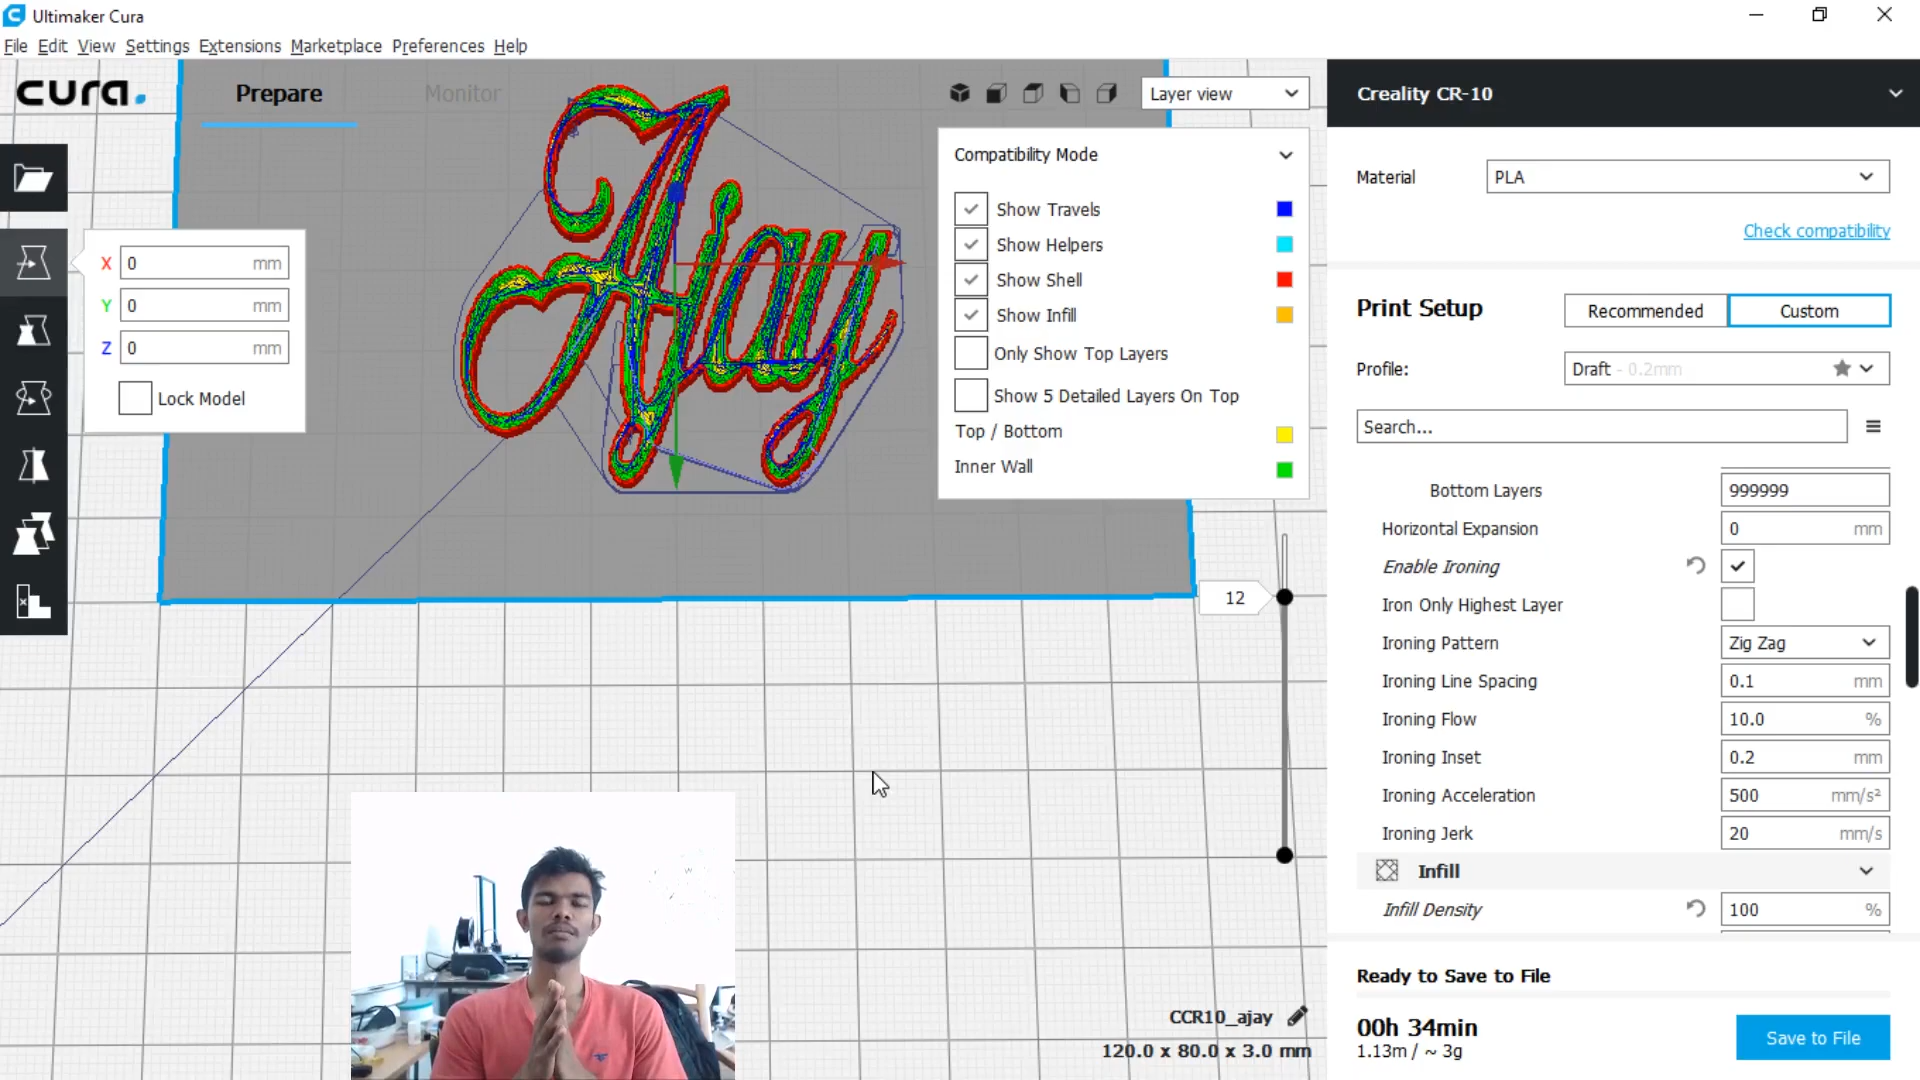 Ultimaker Cura
File Edit View Settings Extensions Marketplace Preferences Help
cura.
Prepare
Monitor
Layer view
Creality CR-10
Compatibility Mode
Show Travels
Show Helpers
Show Shell
Show Infill
Only Show Top Layers
Show 5 Detailed Layers On Top
Top / Bottom
Inner Wall
X 0 mm
Y 0 mm
Z 0 mm
Lock Model
Ajay
12
CCR10_ajay
120.0 x 80.0 x 3.0 mm
Material PLA
Check compatibility
Print Setup Recommended Custom
Profile: Draft - 0.2mm
Search...
Bottom Layers 999999
Horizontal Expansion 0 mm
Enable Ironing
Iron Only Highest Layer
Ironing Pattern Zig Zag
Ironing Line Spacing 0.1 mm
Ironing Flow 10.0 %
Ironing Inset 0.2 mm
Ironing Acceleration 500 mm/s²
Ironing Jerk 20 mm/s
Infill
Infill Density 100 %
Ready to Save to File
00h 34min
1.13m / ~ 3g
Save to File